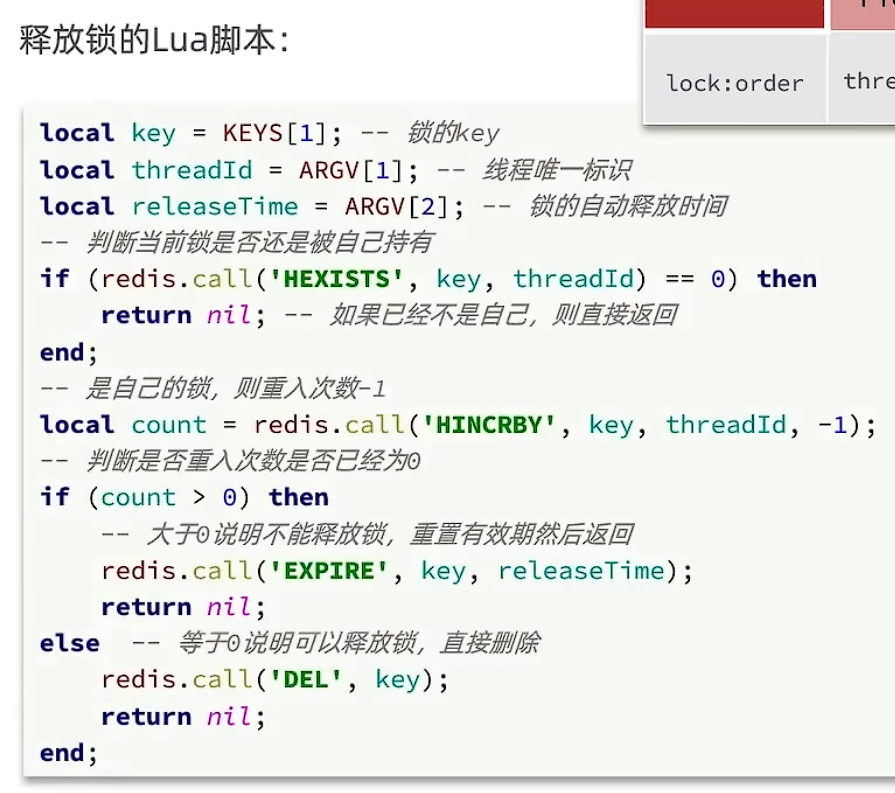 释放锁的Lua脚本：
lock:order
local key = KEYS[1]; -- 锁的key
local threadId = ARGV[1]; -- 线程唯一标识
local releaseTime = ARGV[2]; -- 锁的自动释放时间
-- 判断当前锁是否还是被自己持有
if (redis.call('HEXISTS', key, threadId) == 0) then
    return nil; -- 如果已经不是自己，则直接返回
end;
-- 是自己的锁，则重入次数-1
local count = redis.call('HINCRBY', key, threadId, -1);
-- 判断是否重入次数是否已经为0
if (count > 0) then
    -- 大于0说明不能释放锁，重置有效期然后返回
    redis.call('EXPIRE', key, releaseTime);
    return nil;
else  -- 等于0说明可以释放锁，直接删除
    redis.call('DEL', key);
    return nil;
end;